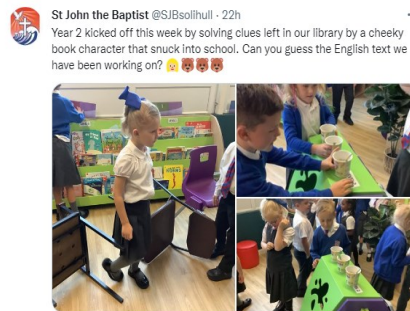 St John the Baptist @SJBsolihull · 22h
Year 2 kicked off this week by solving clues left in our library by a cheeky
book character that snuck into school. Can you guess the English text we
have been working on? 👱‍♀️🐻🐻🐻